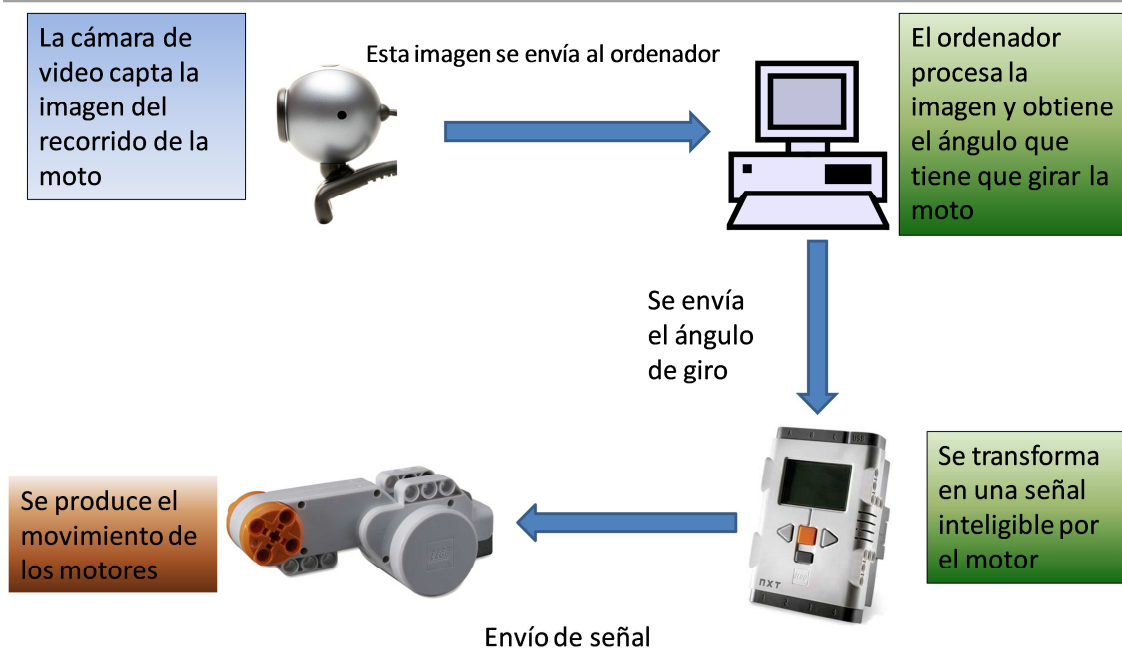 La cámara de
video capta la
imagen del
recorrido de la
moto
Esta imagen se envía al ordenador
El ordenador
procesa la
imagen y obtiene
el ángulo que
tiene que girar la
moto
Se envía
el ángulo
de giro
Se transforma
en una señal
inteligible por
el motor
nxt
Se produce el
movimiento de
los motores
Envío de señal